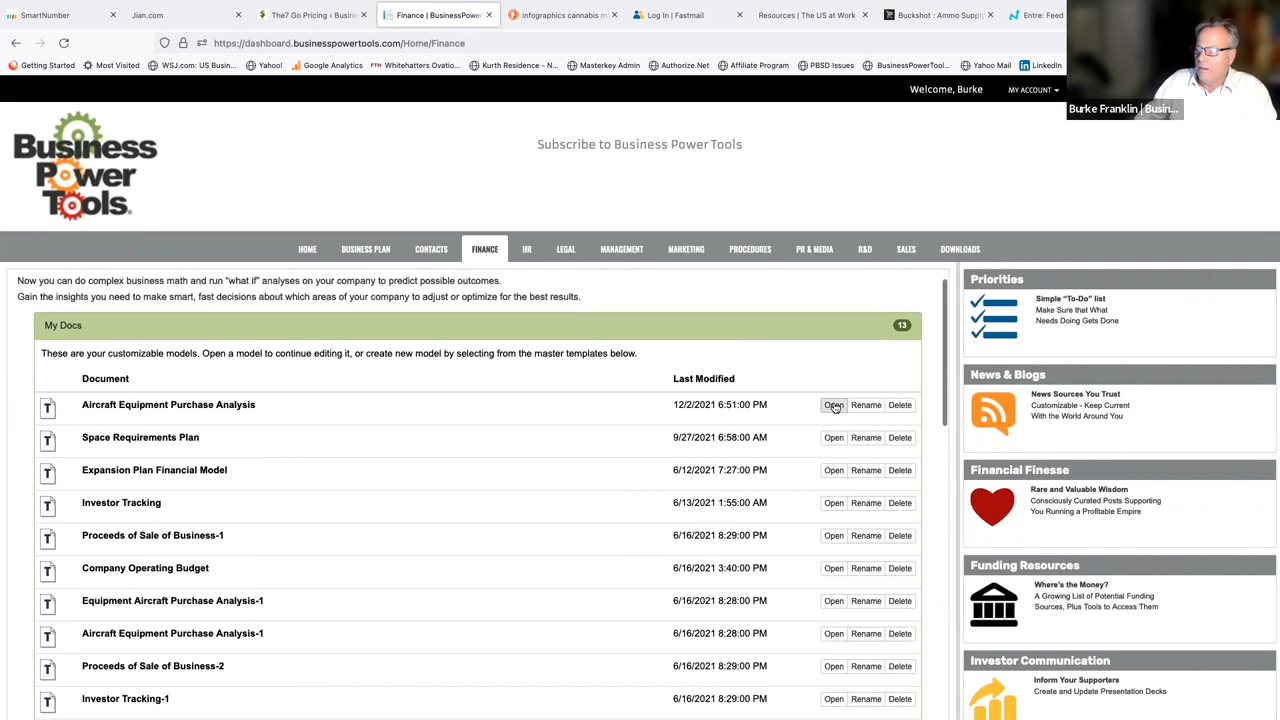 SmartNumber
Jian.com
The7 Go Pricing ‹ Busine
Finance | BusinessPower
infographics cannabis ma
Log In | Fastmail
Resources | The US at Work
Buckshot : Ammo Supply
Entre: Feed
https://dashboard.businesspowertools.com/Home/Finance
Getting Started
Most Visited
WSJ.com: US Busin...
Yahoo!
Google Analytics
FTN Whitehatters Ovatio...
Kurth Residence - N...
Masterkey Admin
Authorize.Net
Affiliate Program
PBSD Issues
BusinessPowerTool...
Yahoo Mail
LinkedIn
Burke Franklin | Busin...
Welcome, Burke
MY ACCOUNT
Business
Power
Tools
Subscribe to Business Power Tools
HOME
BUSINESS PLAN
CONTACTS
FINANCE
HR
LEGAL
MANAGEMENT
MARKETING
PROCEDURES
PR & MEDIA
R&D
SALES
DOWNLOADS
Now you can do complex business math and run "what if" analyses on your company to predict possible outcomes.
Gain the insights you need to make smart, fast decisions about which areas of your company to adjust or optimize for the best results.
My Docs 13
These are your customizable models. Open a model to continue editing it, or create new model by selecting from the master templates below.
Document Last Modified
Aircraft Equipment Purchase Analysis 12/2/2021 6:51:00 PM Open Rename Delete
Space Requirements Plan 9/27/2021 6:58:00 AM Open Rename Delete
Expansion Plan Financial Model 6/12/2021 7:27:00 PM Open Rename Delete
Investor Tracking 6/13/2021 1:55:00 AM Open Rename Delete
Proceeds of Sale of Business-1 6/16/2021 8:29:00 PM Open Rename Delete
Company Operating Budget 6/16/2021 3:40:00 PM Open Rename Delete
Equipment Aircraft Purchase Analysis-1 6/16/2021 8:28:00 PM Open Rename Delete
Aircraft Equipment Purchase Analysis-1 6/16/2021 8:28:00 PM Open Rename Delete
Proceeds of Sale of Business-2 6/16/2021 8:29:00 PM Open Rename Delete
Investor Tracking-1 6/16/2021 8:29:00 PM Open Rename Delete
Priorities
Simple "To-Do" list
Make Sure that What
Needs Doing Gets Done
News & Blogs
News Sources You Trust
Customizable - Keep Current
With the World Around You
Financial Finesse
Rare and Valuable Wisdom
Consciously Curated Posts Supporting
You Running a Profitable Empire
Funding Resources
Where's the Money?
A Growing List of Potential Funding
Sources, Plus Tools to Access Them
Investor Communication
Inform Your Supporters
Create and Update Presentation Decks